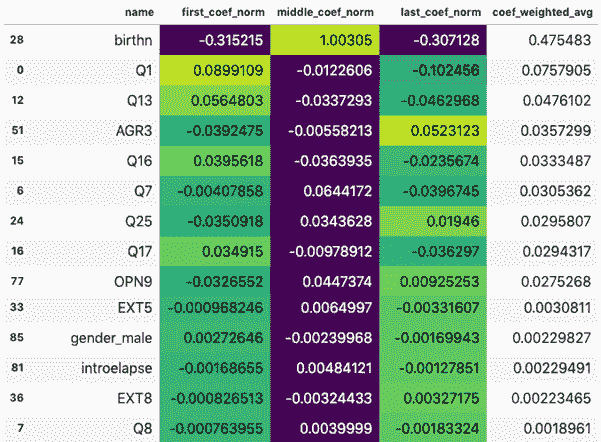 name first_coef_norm middle_coef_norm last_coef_norm coef_weighted_avg
28 birthn -0.315215 1.00305 -0.307128 0.475483
0 Q1 0.0899109 -0.0122606 -0.102456 0.0757905
12 Q13 0.0564803 -0.0337293 -0.0462968 0.0476102
51 AGR3 -0.0392475 -0.00558213 0.0523123 0.0357299
15 Q16 0.0395618 -0.0363935 -0.0235674 0.0333487
6 Q7 -0.00407858 0.0644172 -0.0396745 0.0305362
24 Q25 -0.0350918 0.0343628 0.01946 0.0295807
16 Q17 0.034915 -0.00978912 -0.036297 0.0294317
77 OPN9 -0.0326552 0.0447374 0.00925253 0.0275268
33 EXT5 -0.000968246 0.0064997 -0.00331607 0.0030811
85 gender_male 0.00272646 -0.00239968 -0.00169943 0.00229827
81 introelapse -0.00168655 0.00484121 -0.00127851 0.00229491
36 EXT8 -0.000826513 -0.00324433 0.00327175 0.00223465
7 Q8 -0.000763955 0.0039999 -0.00183324 0.0018961